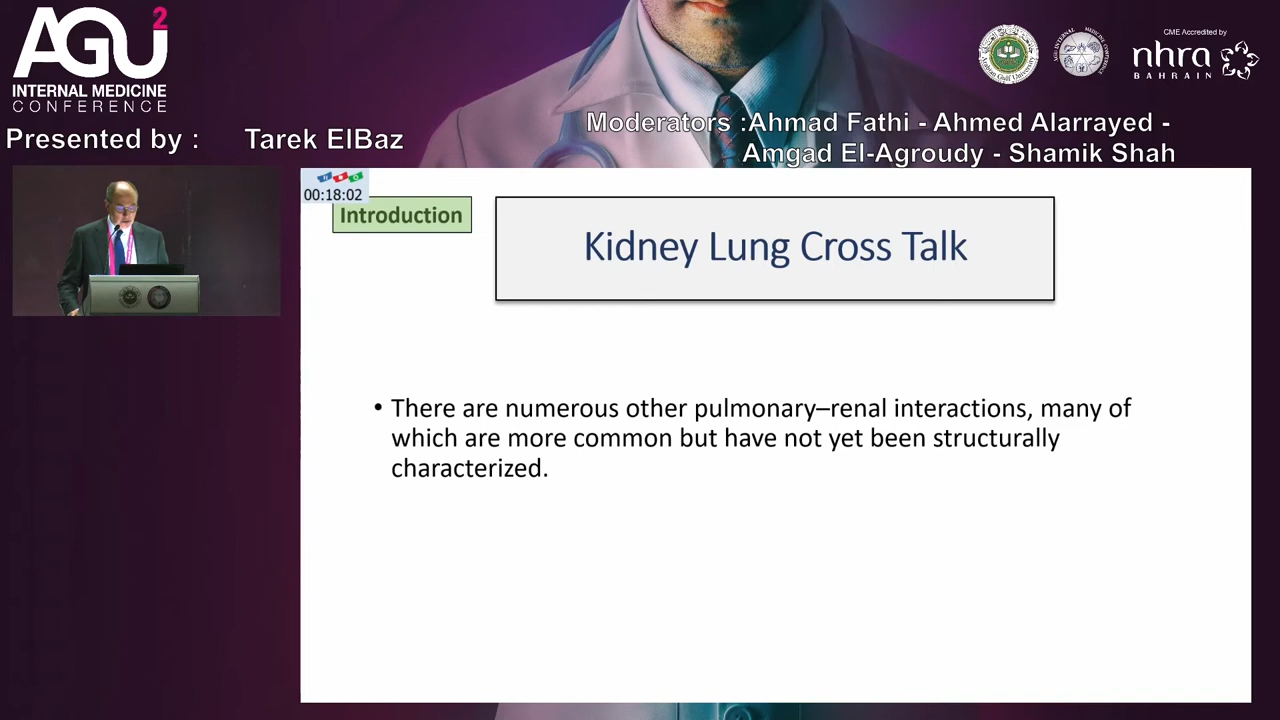 AGU2
INTERNAL MEDICINE
CONFERENCE
CME Accredited by
nhra
BAHRAIN
Presented by : Tarek ElBaz
Moderators :Ahmad Fathi - Ahmed Alarrayed -
Amgad El-Agroudy - Shamik Shah
00:18:02
Introduction
Kidney Lung Cross Talk
• There are numerous other pulmonary–renal interactions, many of
which are more common but have not yet been structurally
characterized.